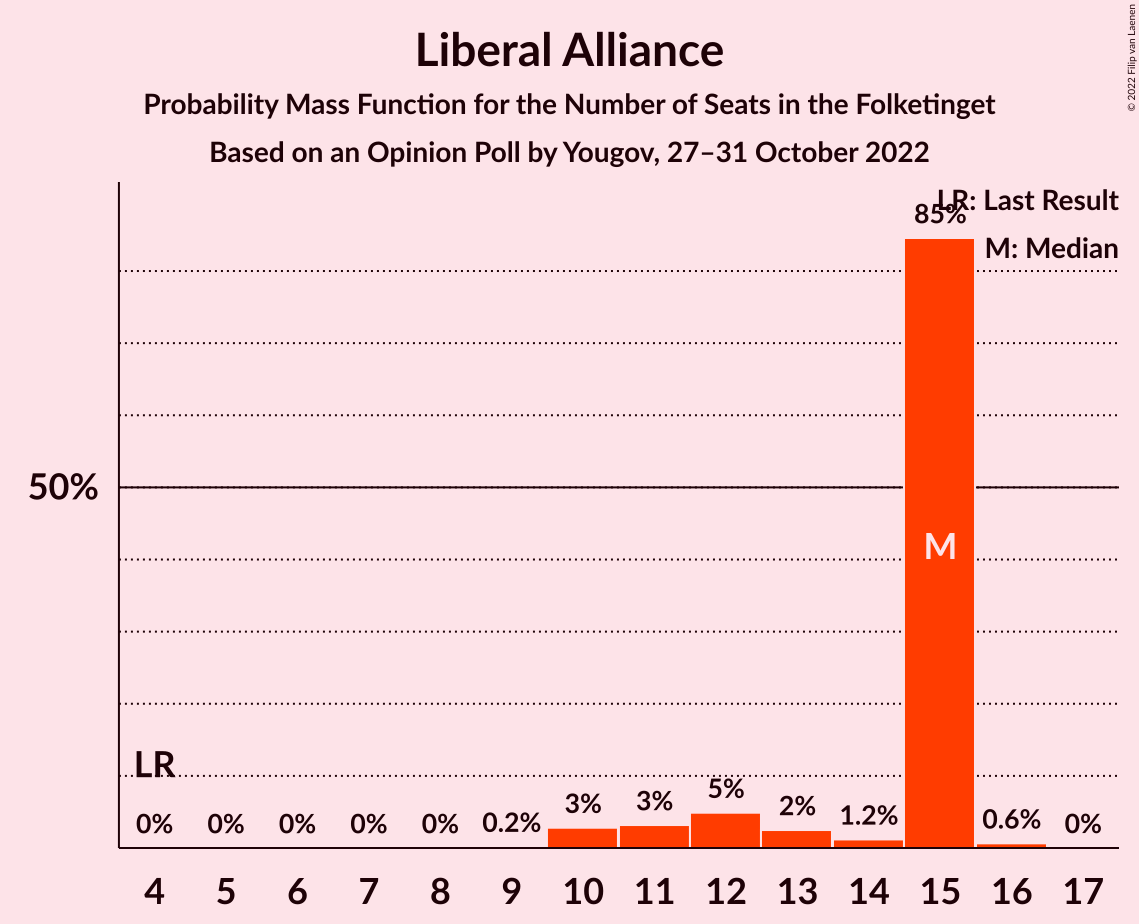 Liberal Alliance
Probability Mass Function for the Number of Seats in the Folketinget
Based on an Opinion Poll by Yougov, 27–31 October 2022
© 2022 Filip van Laenen
LR: Last Result
M: Median
85%
50%
M
LR
0% 0% 0% 0% 0% 0.2% 3% 3% 5% 2% 1.2% 0.6% 0%
4 5 6 7 8 9 10 11 12 13 14 15 16 17